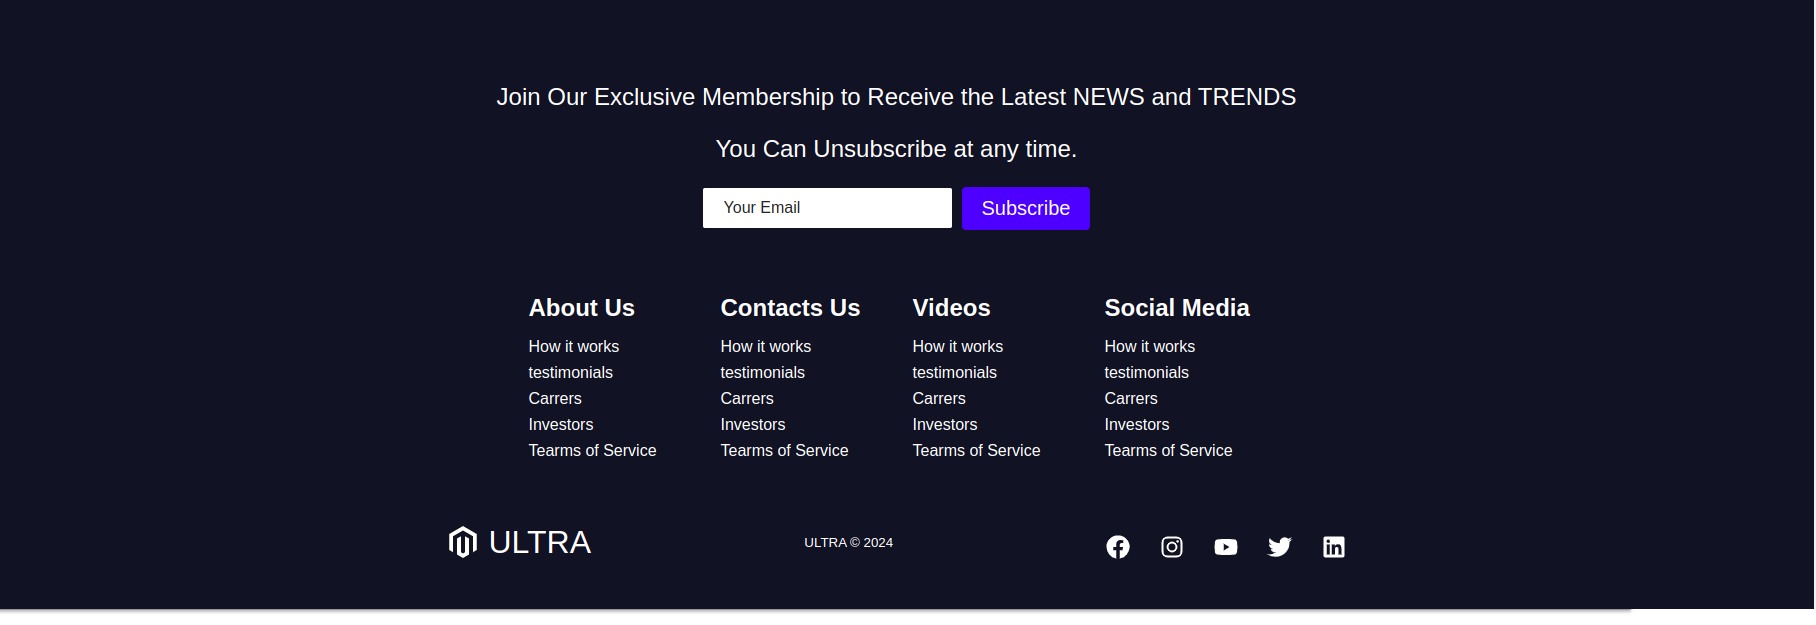 Join Our Exclusive Membership to Receive the Latest NEWS and TRENDS
You Can Unsubscribe at any time.
Your Email
Subscribe
About Us
How it works
testimonials
Carrers
Investors
Tearms of Service
Contacts Us
How it works
testimonials
Carrers
Investors
Tearms of Service
Videos
How it works
testimonials
Carrers
Investors
Tearms of Service
Social Media
How it works
testimonials
Carrers
Investors
Tearms of Service
ULTRA
ULTRA © 2024